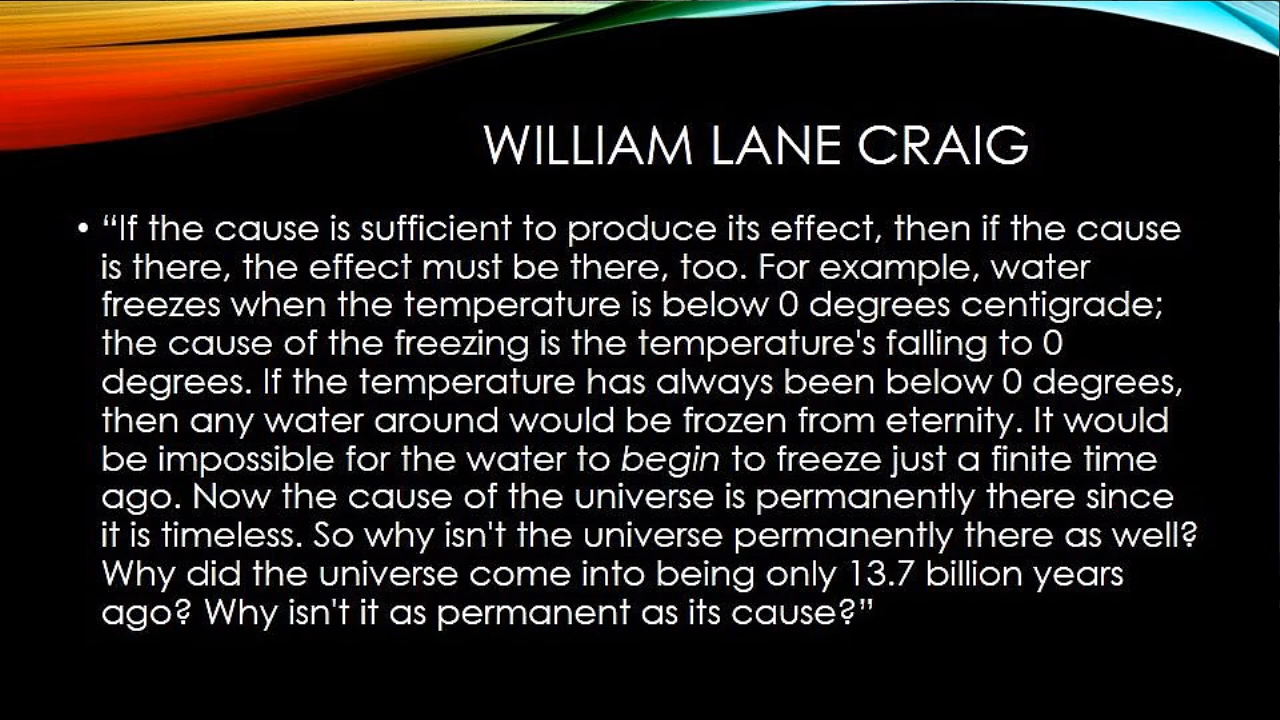 WILLIAM LANE CRAIG
• “If the cause is sufficient to produce its effect, then if the cause
is there, the effect must be there, too. For example, water
freezes when the temperature is below 0 degrees centigrade;
the cause of the freezing is the temperature's falling to 0
degrees. If the temperature has always been below 0 degrees,
then any water around would be frozen from eternity. It would
be impossible for the water to begin to freeze just a finite time
ago. Now the cause of the universe is permanently there since
it is timeless. So why isn't the universe permanently there as well?
Why did the universe come into being only 13.7 billion years
ago? Why isn't it as permanent as its cause?”